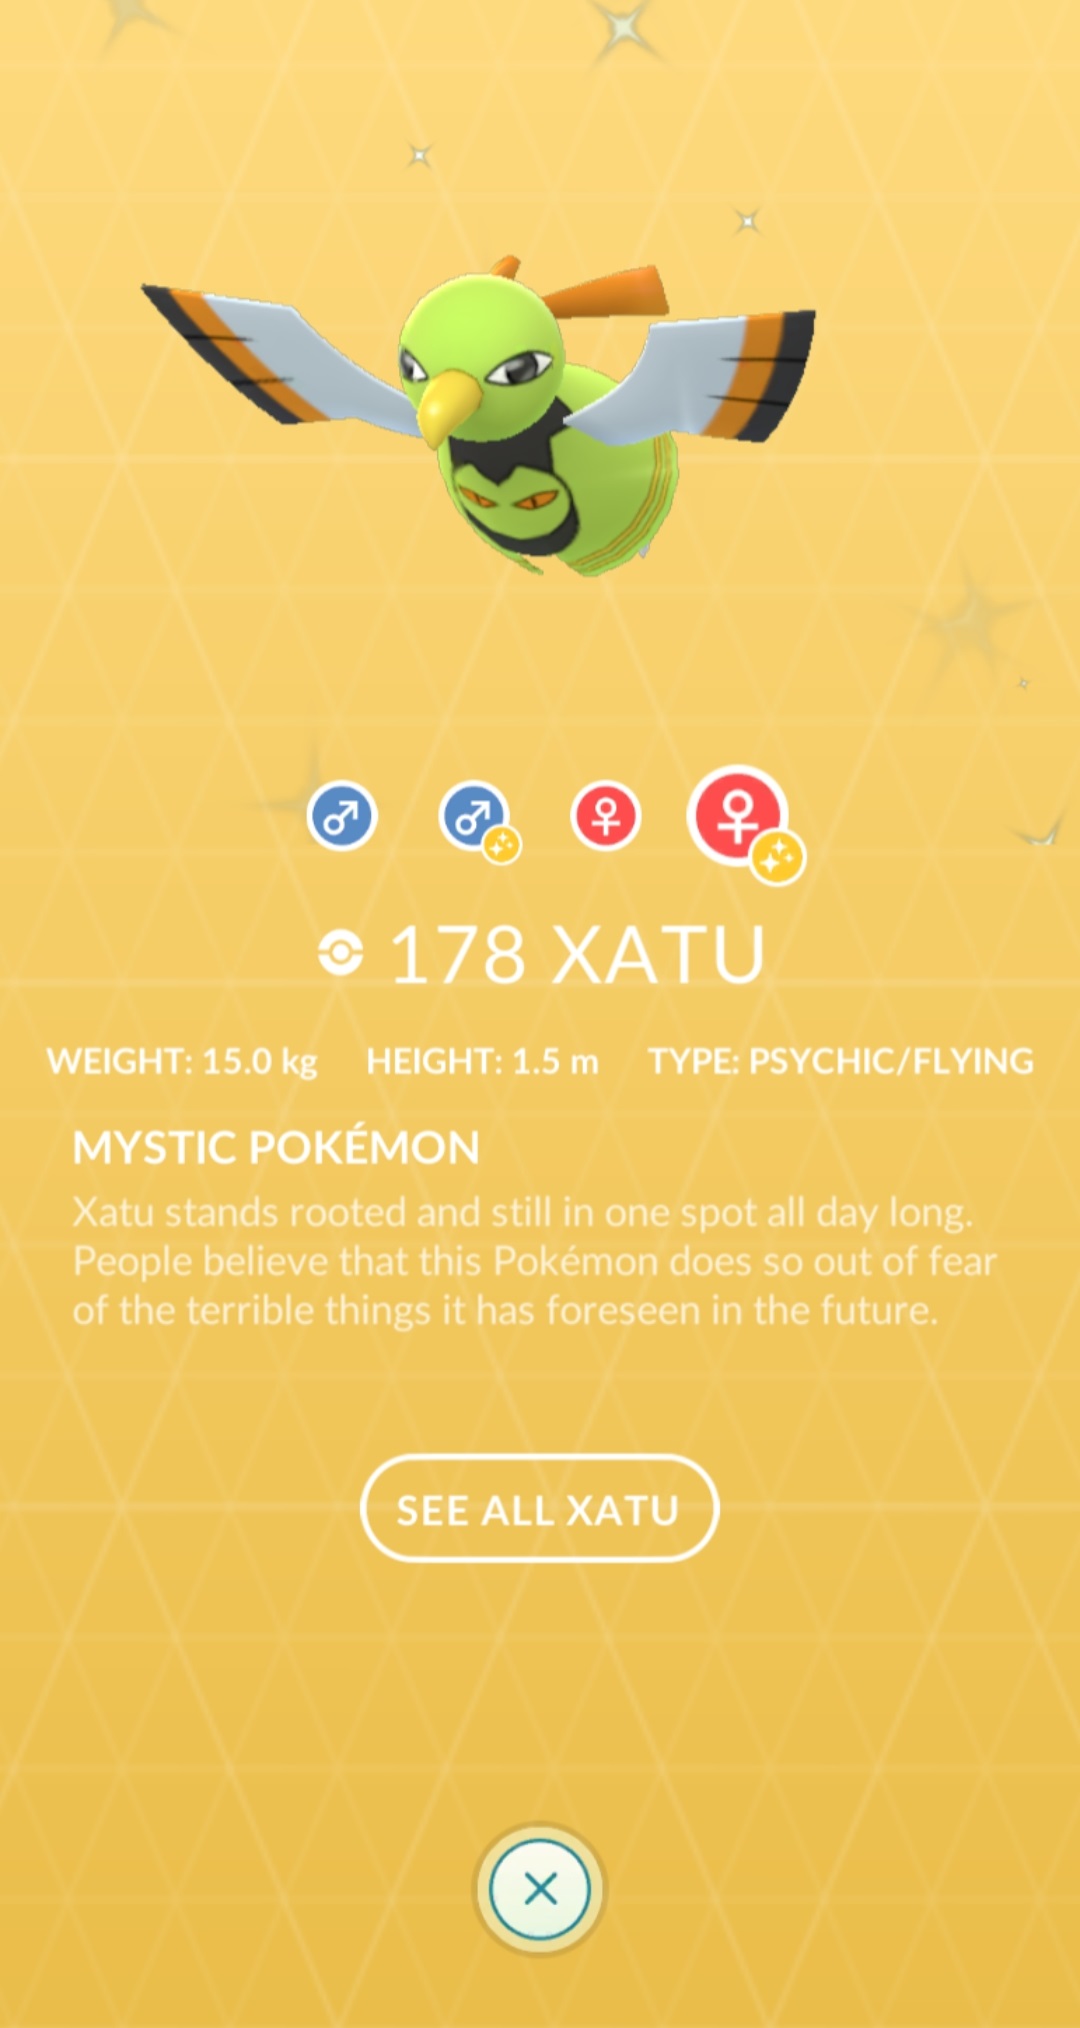 178 XATU
WEIGHT: 15.0 kg HEIGHT: 1.5 m TYPE: PSYCHIC/FLYING
MYSTIC POKÉMON
Xatu stands rooted and still in one spot all day long.
People believe that this Pokémon does so out of fear
of the terrible things it has foreseen in the future.
SEE ALL XATU